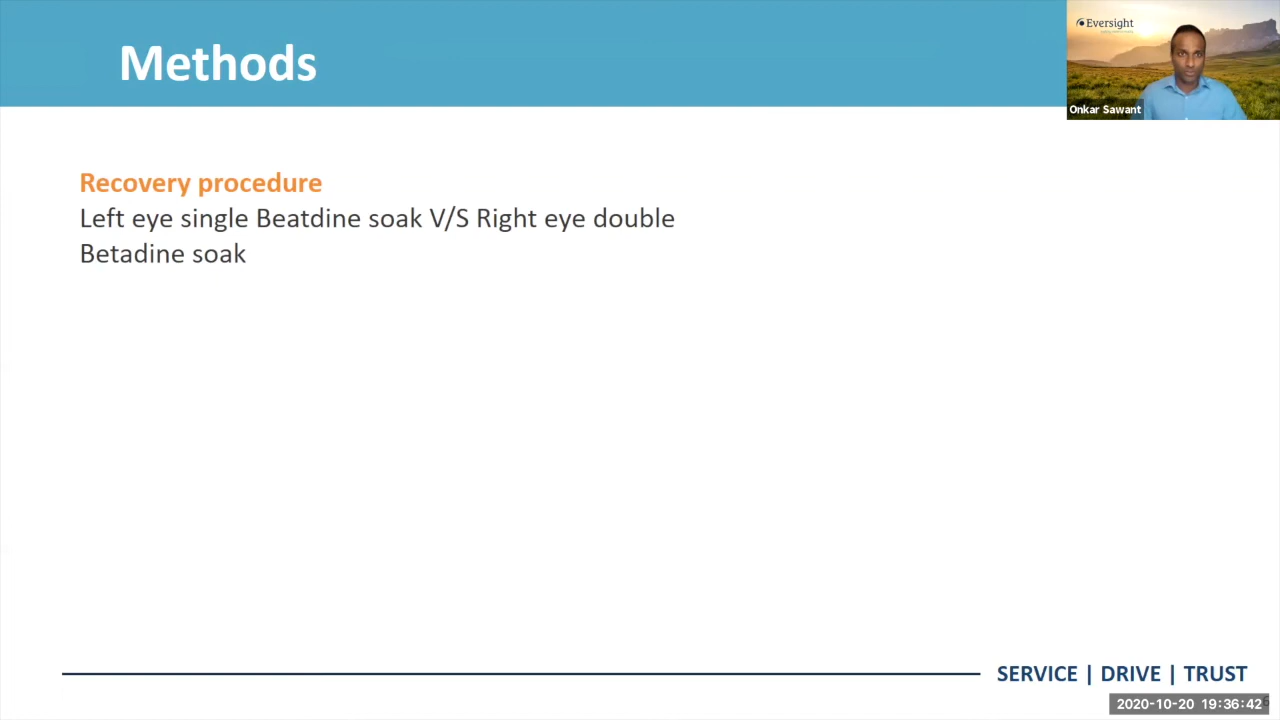 Methods
Eversight
Onkar Sawant
Recovery procedure
Left eye single Beatdine soak V/S Right eye double
Betadine soak
SERVICE | DRIVE | TRUST
2020-10-20 19:36:42